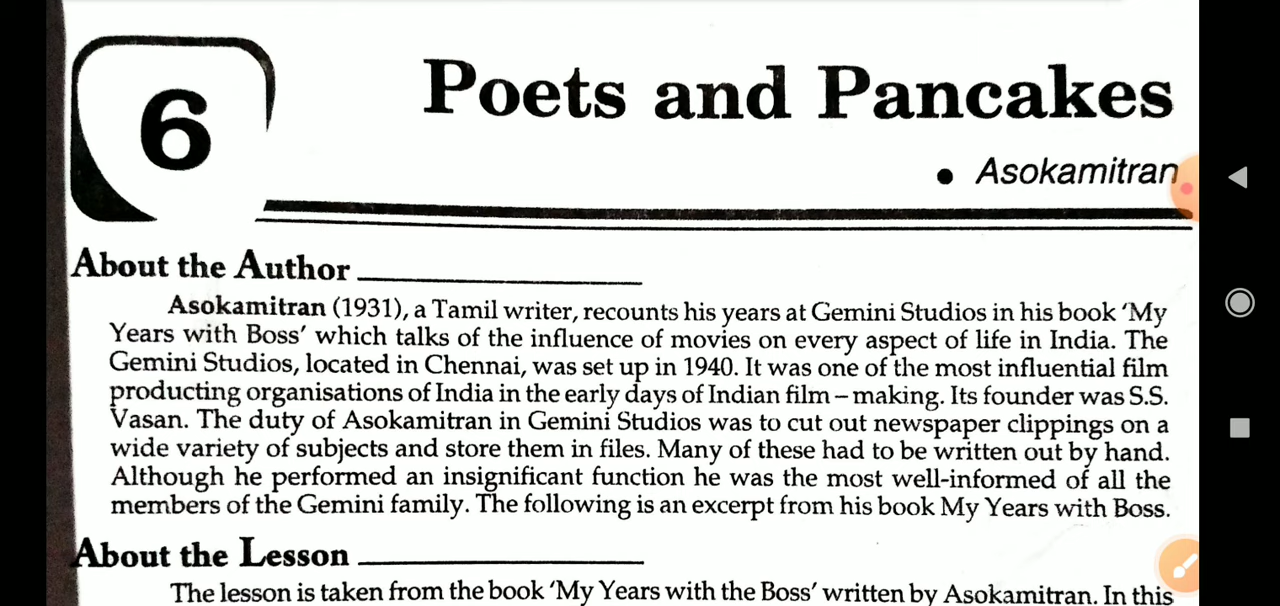 6
Poets and Pancakes
• Asokamitran
About the Author
Asokamitran (1931), a Tamil writer, recounts his years at Gemini Studios in his book ‘My
Years with Boss’ which talks of the influence of movies on every aspect of life in India. The
Gemini Studios, located in Chennai, was set up in 1940. It was one of the most influential film
producting organisations of India in the early days of Indian film – making. Its founder was S.S.
Vasan. The duty of Asokamitran in Gemini Studios was to cut out newspaper clippings on a
wide variety of subjects and store them in files. Many of these had to be written out by hand.
Although he performed an insignificant function he was the most well-informed of all the
members of the Gemini family. The following is an excerpt from his book My Years with Boss.
About the Lesson
The lesson is taken from the book ‘My Years with the Boss’ written by Asokamitran. In this